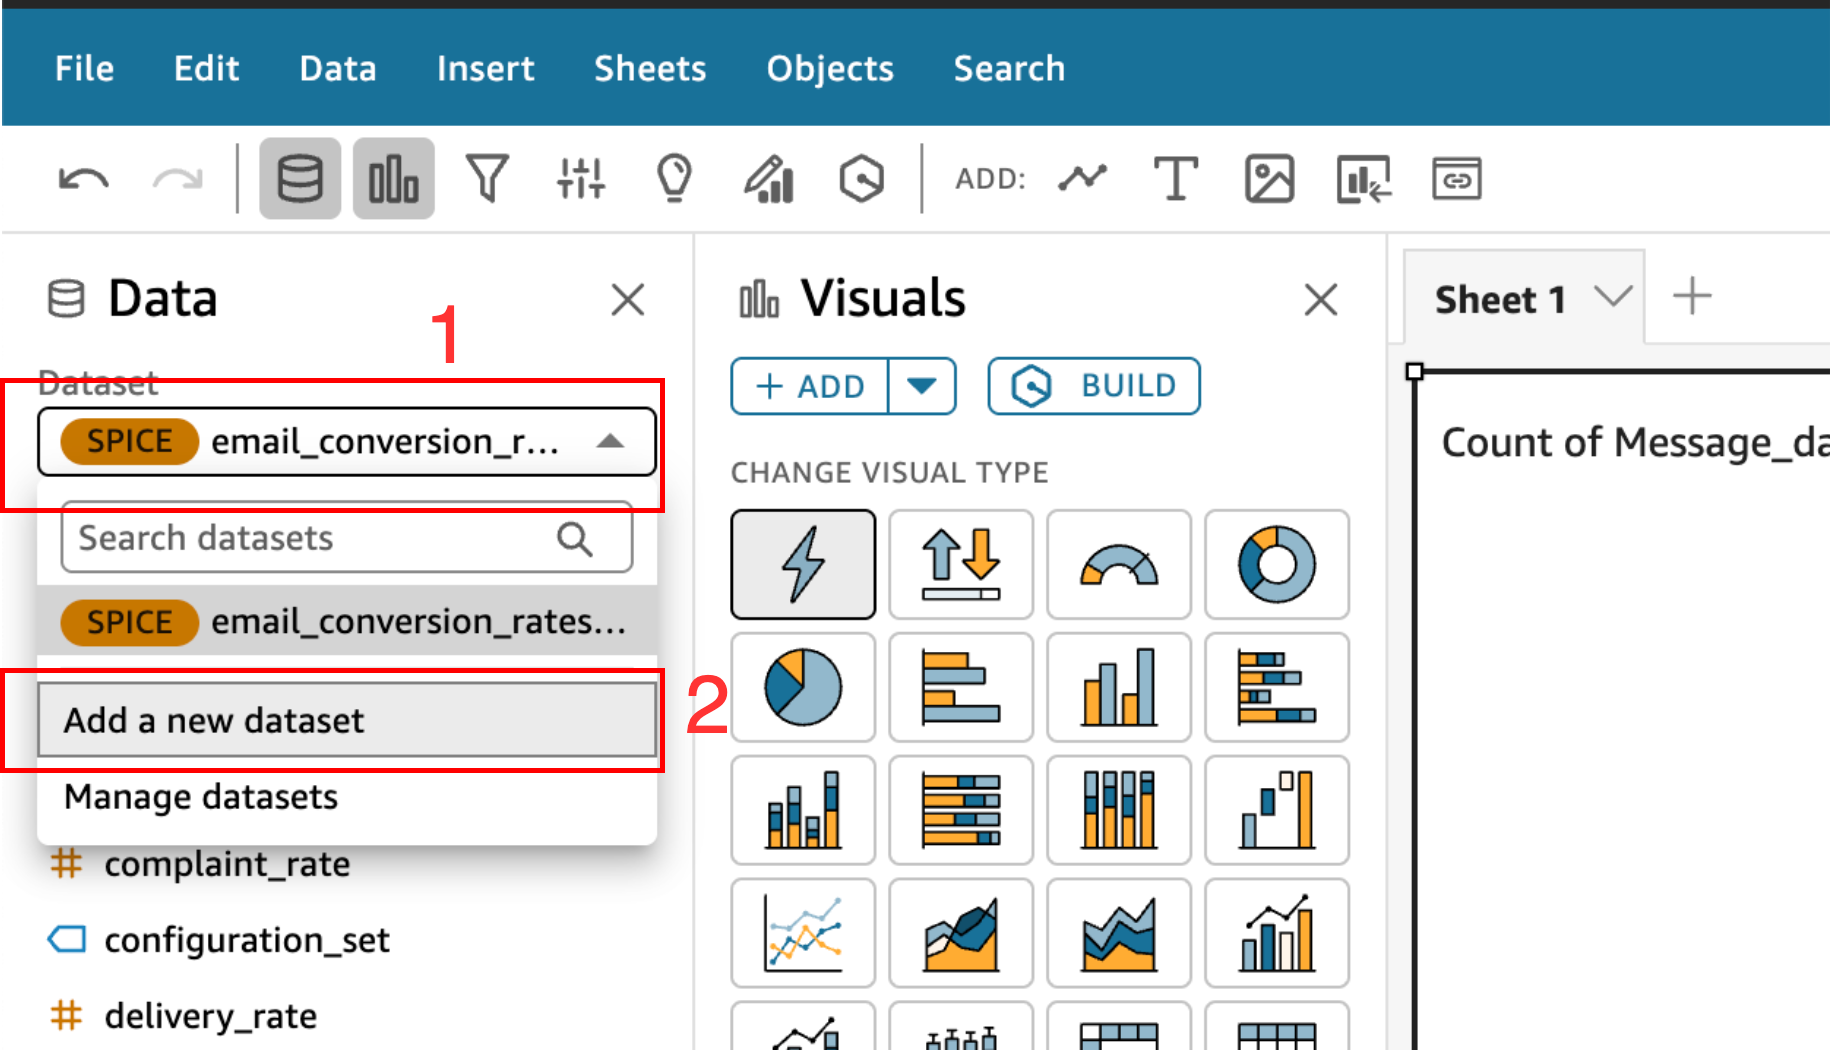 File Edit Data Insert Sheets Objects Search
ADD:
Data
1
Dataset
SPICE email_conversion_r...
Search datasets
SPICE email_conversion_rates...
Add a new dataset
2
Manage datasets
complaint_rate
configuration_set
delivery_rate
Visuals
+ ADD
BUILD
CHANGE VISUAL TYPE
Sheet 1
Count of Message_da